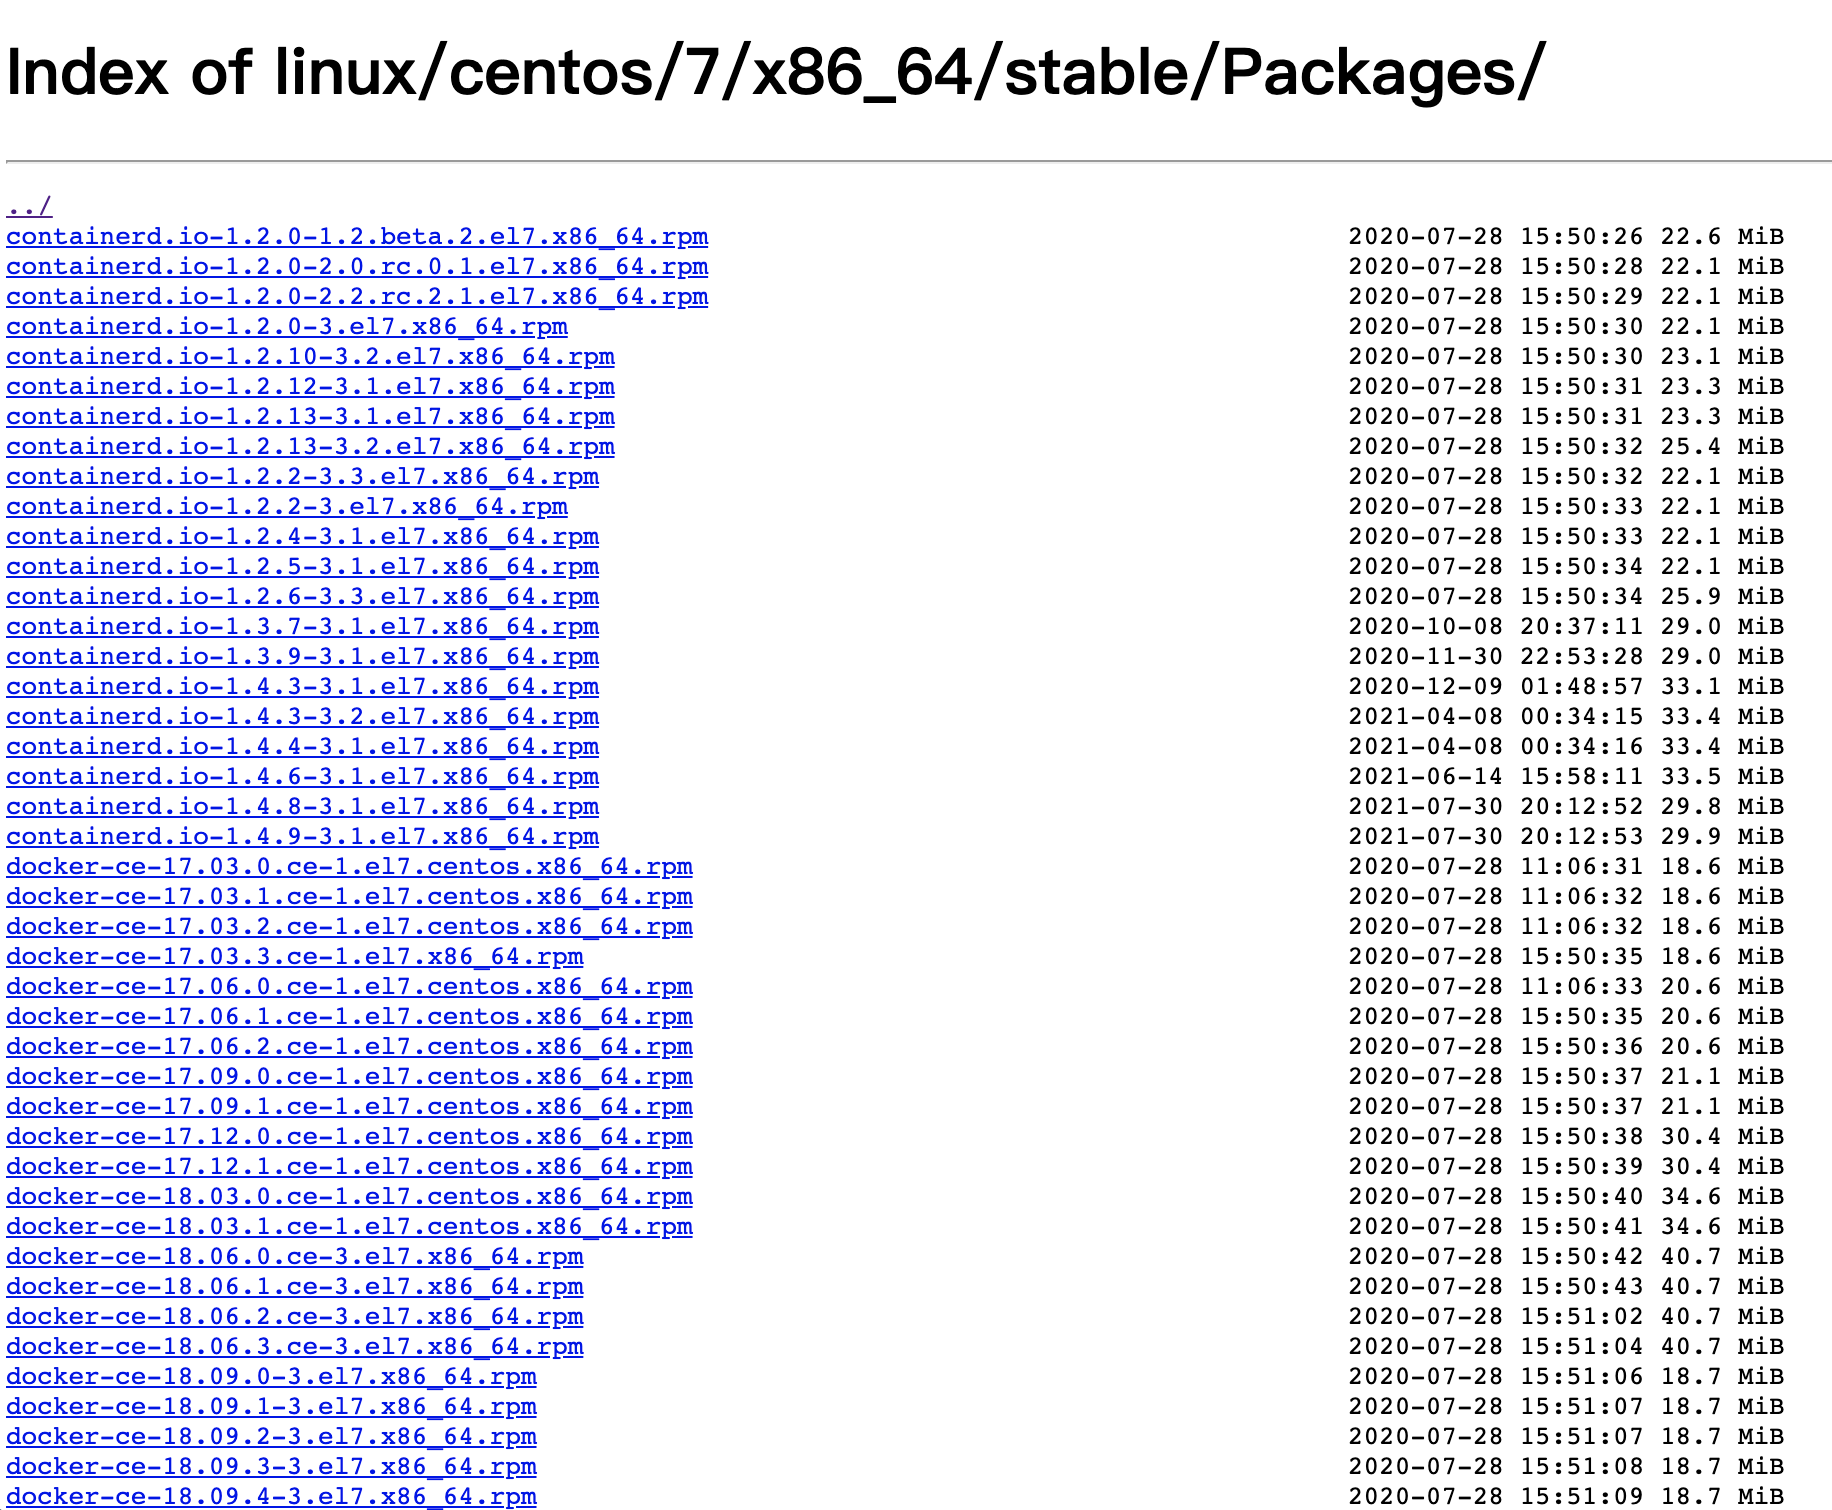 Index of linux/centos/7/x86_64/stable/Packages/
../
containerd.io-1.2.0-1.2.beta.2.el7.x86_64.rpm 2020-07-28 15:50:26 22.6 MiB
containerd.io-1.2.0-2.0.rc.0.1.el7.x86_64.rpm 2020-07-28 15:50:28 22.1 MiB
containerd.io-1.2.0-2.2.rc.2.1.el7.x86_64.rpm 2020-07-28 15:50:29 22.1 MiB
containerd.io-1.2.0-3.el7.x86_64.rpm 2020-07-28 15:50:30 22.1 MiB
containerd.io-1.2.10-3.2.el7.x86_64.rpm 2020-07-28 15:50:30 23.1 MiB
containerd.io-1.2.12-3.1.el7.x86_64.rpm 2020-07-28 15:50:31 23.3 MiB
containerd.io-1.2.13-3.1.el7.x86_64.rpm 2020-07-28 15:50:31 23.3 MiB
containerd.io-1.2.13-3.2.el7.x86_64.rpm 2020-07-28 15:50:32 25.4 MiB
containerd.io-1.2.2-3.3.el7.x86_64.rpm 2020-07-28 15:50:32 22.1 MiB
containerd.io-1.2.2-3.el7.x86_64.rpm 2020-07-28 15:50:33 22.1 MiB
containerd.io-1.2.4-3.1.el7.x86_64.rpm 2020-07-28 15:50:33 22.1 MiB
containerd.io-1.2.5-3.1.el7.x86_64.rpm 2020-07-28 15:50:34 22.1 MiB
containerd.io-1.2.6-3.3.el7.x86_64.rpm 2020-07-28 15:50:34 25.9 MiB
containerd.io-1.3.7-3.1.el7.x86_64.rpm 2020-10-08 20:37:11 29.0 MiB
containerd.io-1.3.9-3.1.el7.x86_64.rpm 2020-11-30 22:53:28 29.0 MiB
containerd.io-1.4.3-3.1.el7.x86_64.rpm 2020-12-09 01:48:57 33.1 MiB
containerd.io-1.4.3-3.2.el7.x86_64.rpm 2021-04-08 00:34:15 33.4 MiB
containerd.io-1.4.4-3.1.el7.x86_64.rpm 2021-04-08 00:34:16 33.4 MiB
containerd.io-1.4.6-3.1.el7.x86_64.rpm 2021-06-14 15:58:11 33.5 MiB
containerd.io-1.4.8-3.1.el7.x86_64.rpm 2021-07-30 20:12:52 29.8 MiB
containerd.io-1.4.9-3.1.el7.x86_64.rpm 2021-07-30 20:12:53 29.9 MiB
docker-ce-17.03.0.ce-1.el7.centos.x86_64.rpm 2020-07-28 11:06:31 18.6 MiB
docker-ce-17.03.1.ce-1.el7.centos.x86_64.rpm 2020-07-28 11:06:32 18.6 MiB
docker-ce-17.03.2.ce-1.el7.centos.x86_64.rpm 2020-07-28 11:06:32 18.6 MiB
docker-ce-17.03.3.ce-1.el7.x86_64.rpm 2020-07-28 15:50:35 18.6 MiB
docker-ce-17.06.0.ce-1.el7.centos.x86_64.rpm 2020-07-28 11:06:33 20.6 MiB
docker-ce-17.06.1.ce-1.el7.centos.x86_64.rpm 2020-07-28 15:50:35 20.6 MiB
docker-ce-17.06.2.ce-1.el7.centos.x86_64.rpm 2020-07-28 15:50:36 20.6 MiB
docker-ce-17.09.0.ce-1.el7.centos.x86_64.rpm 2020-07-28 15:50:37 21.1 MiB
docker-ce-17.09.1.ce-1.el7.centos.x86_64.rpm 2020-07-28 15:50:37 21.1 MiB
docker-ce-17.12.0.ce-1.el7.centos.x86_64.rpm 2020-07-28 15:50:38 30.4 MiB
docker-ce-17.12.1.ce-1.el7.centos.x86_64.rpm 2020-07-28 15:50:39 30.4 MiB
docker-ce-18.03.0.ce-1.el7.centos.x86_64.rpm 2020-07-28 15:50:40 34.6 MiB
docker-ce-18.03.1.ce-1.el7.centos.x86_64.rpm 2020-07-28 15:50:41 34.6 MiB
docker-ce-18.06.0.ce-3.el7.x86_64.rpm 2020-07-28 15:50:42 40.7 MiB
docker-ce-18.06.1.ce-3.el7.x86_64.rpm 2020-07-28 15:50:43 40.7 MiB
docker-ce-18.06.2.ce-3.el7.x86_64.rpm 2020-07-28 15:51:02 40.7 MiB
docker-ce-18.06.3.ce-3.el7.x86_64.rpm 2020-07-28 15:51:04 40.7 MiB
docker-ce-18.09.0-3.el7.x86_64.rpm 2020-07-28 15:51:06 18.7 MiB
docker-ce-18.09.1-3.el7.x86_64.rpm 2020-07-28 15:51:07 18.7 MiB
docker-ce-18.09.2-3.el7.x86_64.rpm 2020-07-28 15:51:07 18.7 MiB
docker-ce-18.09.3-3.el7.x86_64.rpm 2020-07-28 15:51:08 18.7 MiB
docker-ce-18.09.4-3.el7.x86_64.rpm 2020-07-28 15:51:09 18.7 MiB